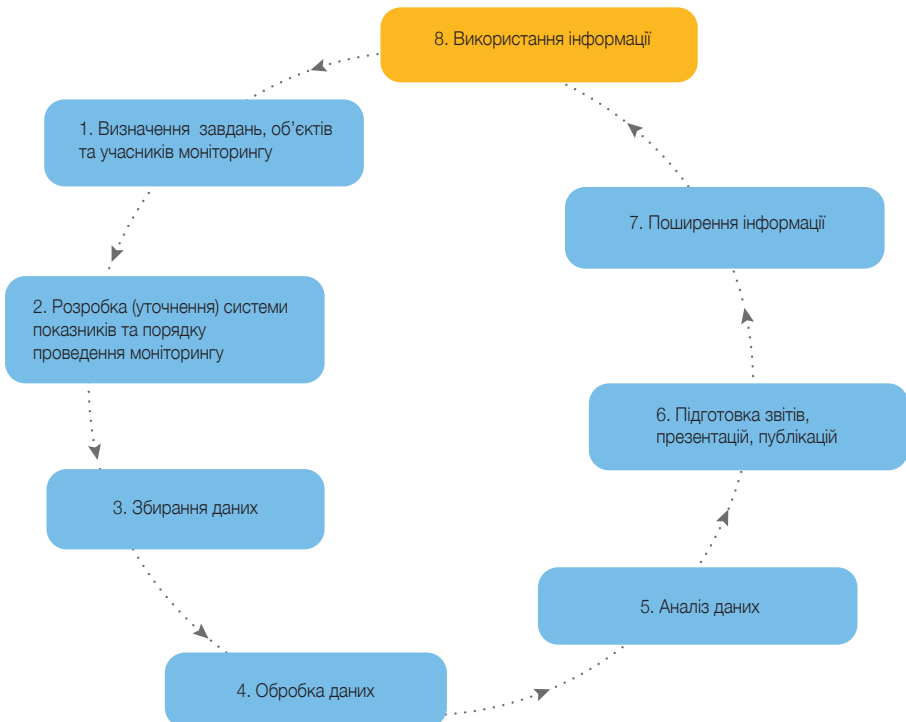 8. Використання інформації
1. Визначення завдань, об’єктів
та учасників моніторингу
2. Розробка (уточнення) системи
показників та порядку
проведення моніторингу
3. Збирання даних
4. Обробка даних
5. Аналіз даних
6. Підготовка звітів,
презентацій, публікацій
7. Поширення інформації